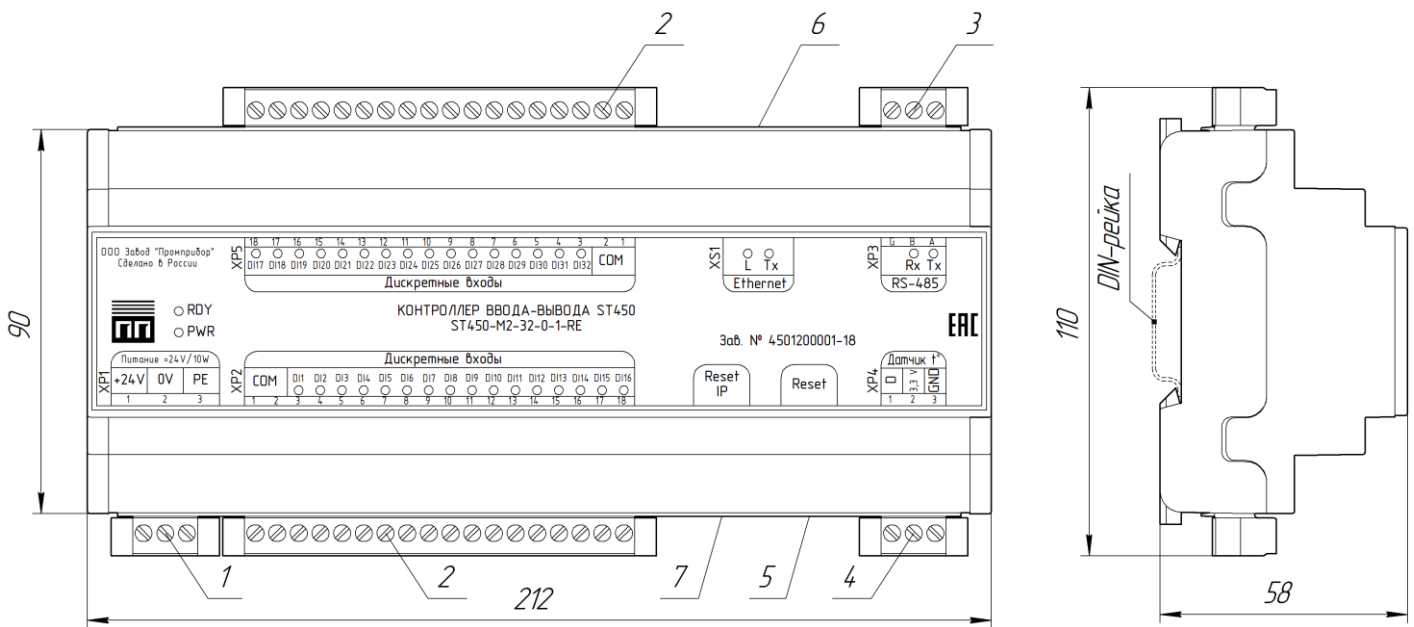 2
6
3
ООО Завод "Промприбор"
Сделано в России
XP5
18 17 16 15 14 13 12 11 10 9 8 7 6 5 4 3 2 1
DI17 DI18 DI19 DI20 DI21 DI22 DI23 DI24 DI25 DI26 DI27 DI28 DI29 DI30 DI31 DI32 COM
Дискретные входы
XS1
L Tx
Ethernet
XP3
G B A
Rx Tx
RS-485
RDY
PWR
ПП
КОНТРОЛЛЕР ВВОДА-ВЫВОДА ST450
ST450-M2-32-0-1-RE
Зав. № 4501200001-18
EAC
XP1
Питание =24V/10W
+24V 0V PE
1 2 3
XP2
Дискретные входы
COM DI1 DI2 DI3 DI4 DI5 DI6 DI7 DI8 DI9 DI10 DI11 DI12 DI13 DI14 DI15 DI16
1 2 3 4 5 6 7 8 9 10 11 12 13 14 15 16 17 18
Reset
IP
Reset
XP4
Датчик t°
D 3,3 V GND
1 2 3
90
1
2
7
5
4
212
DIN-рейка
110
58